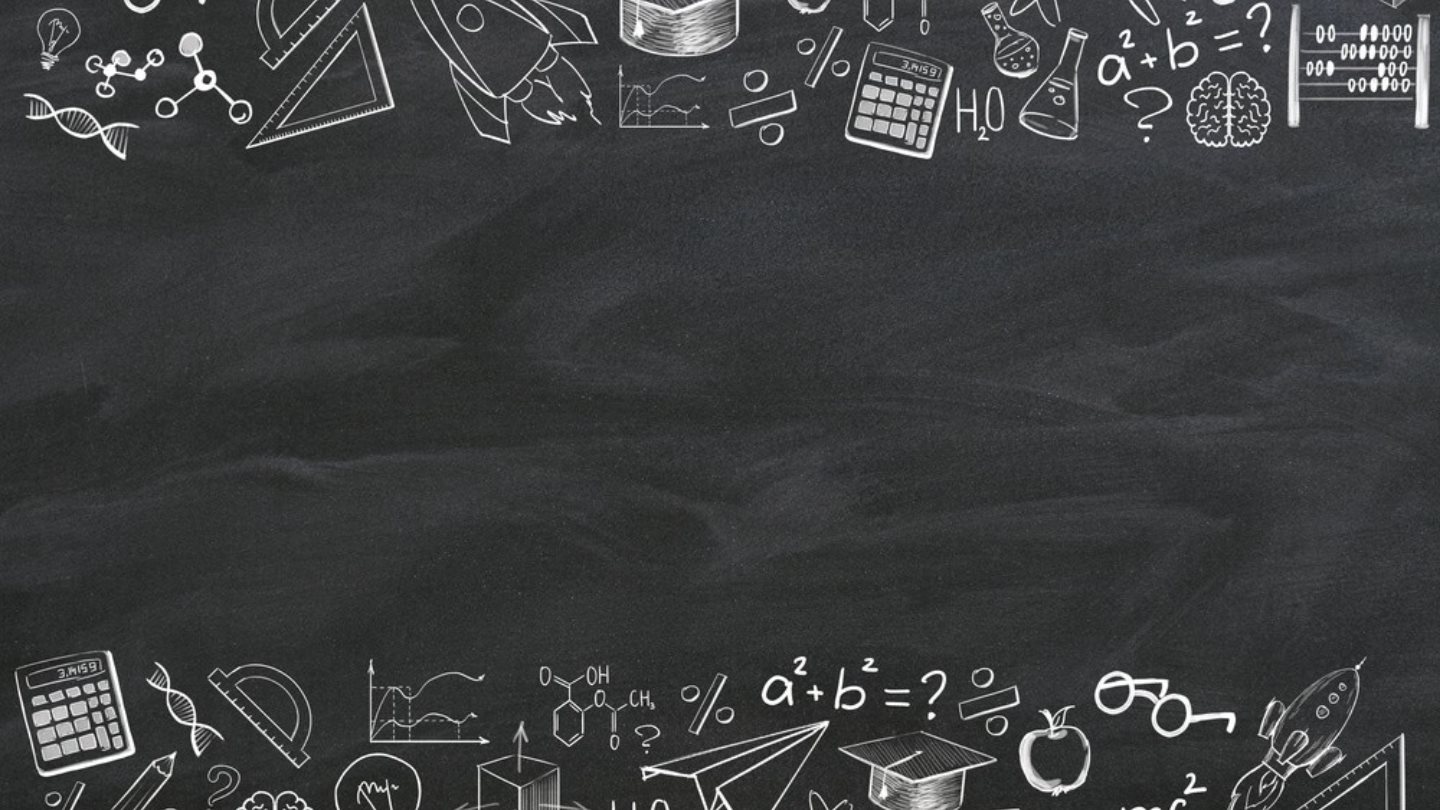 a² + b² = ?
3.14159
H₂O
?
3.14159
OH
O
O
CH₃
O
a² + b² = ?
?
?